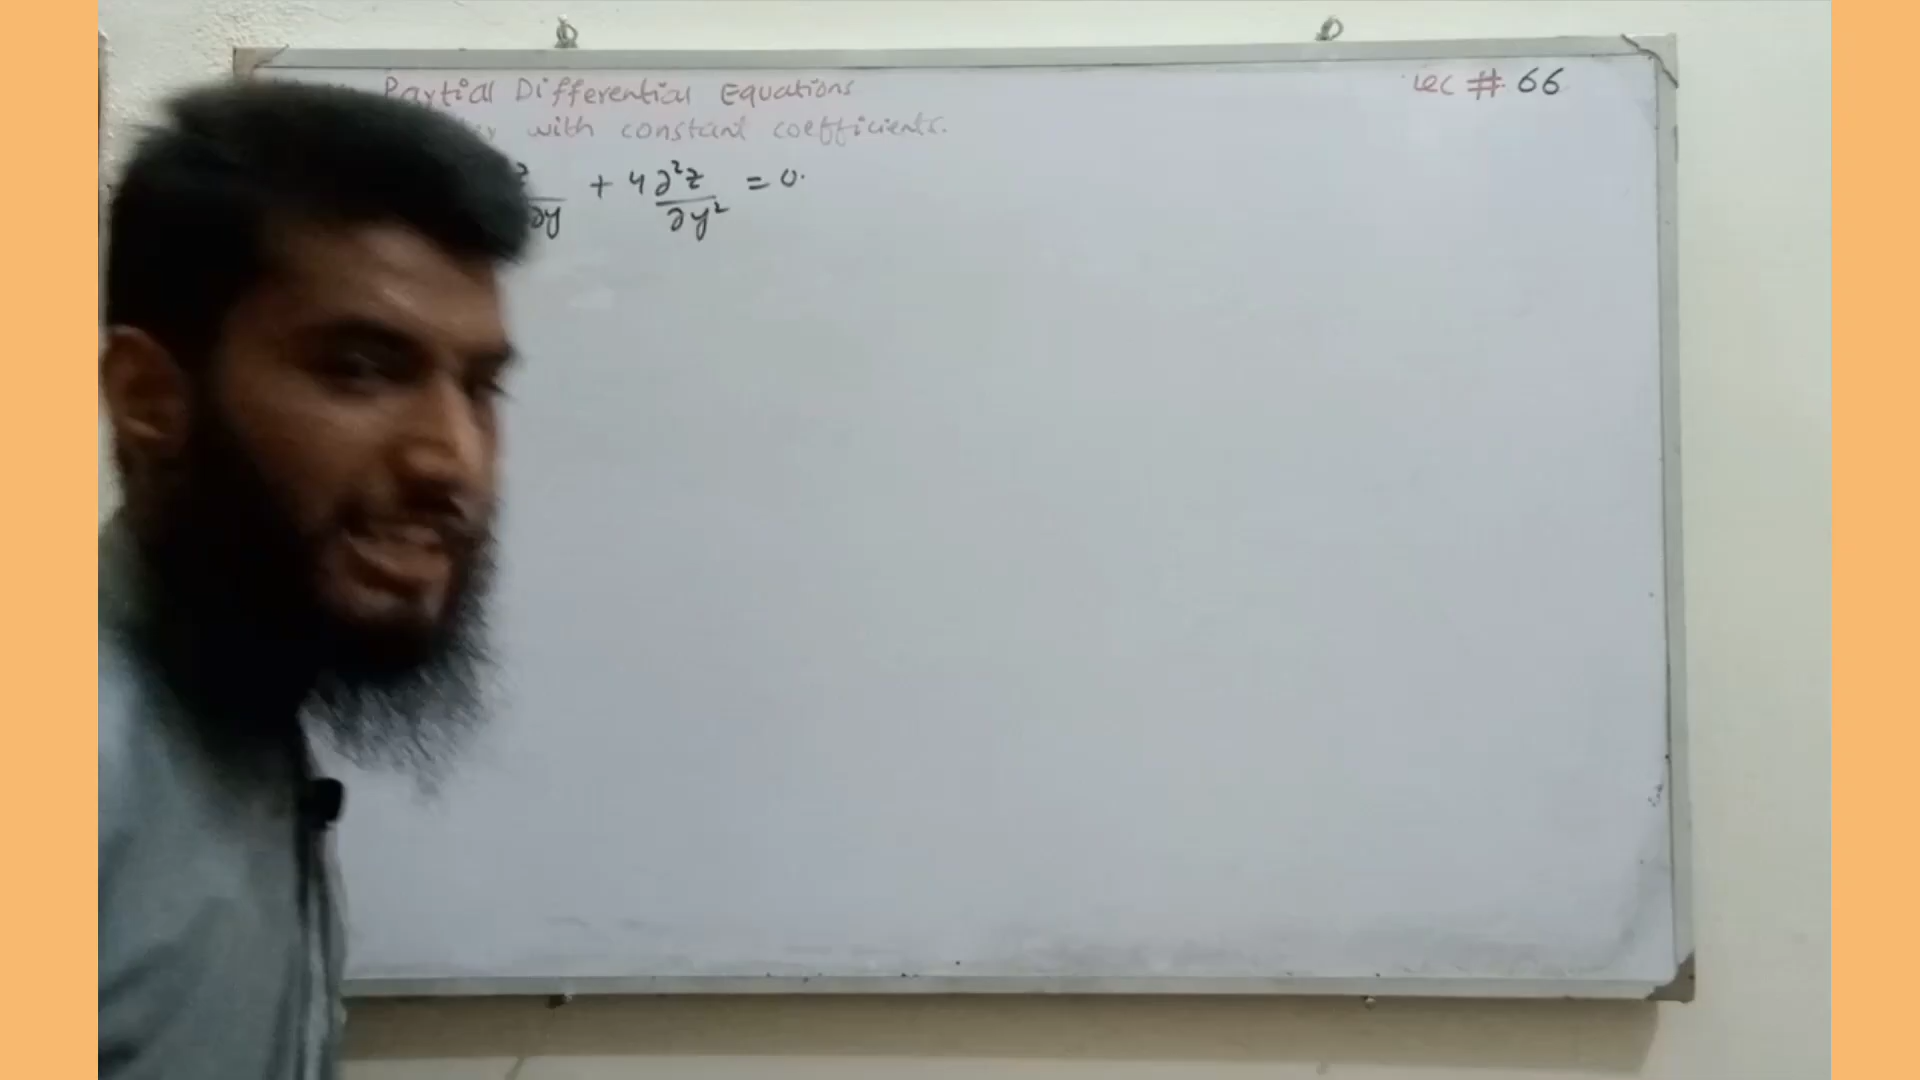 Partial Differential Equations
Lec # 66
with constant coefficients.
∂y + 4 ∂²z/∂y² = 0.